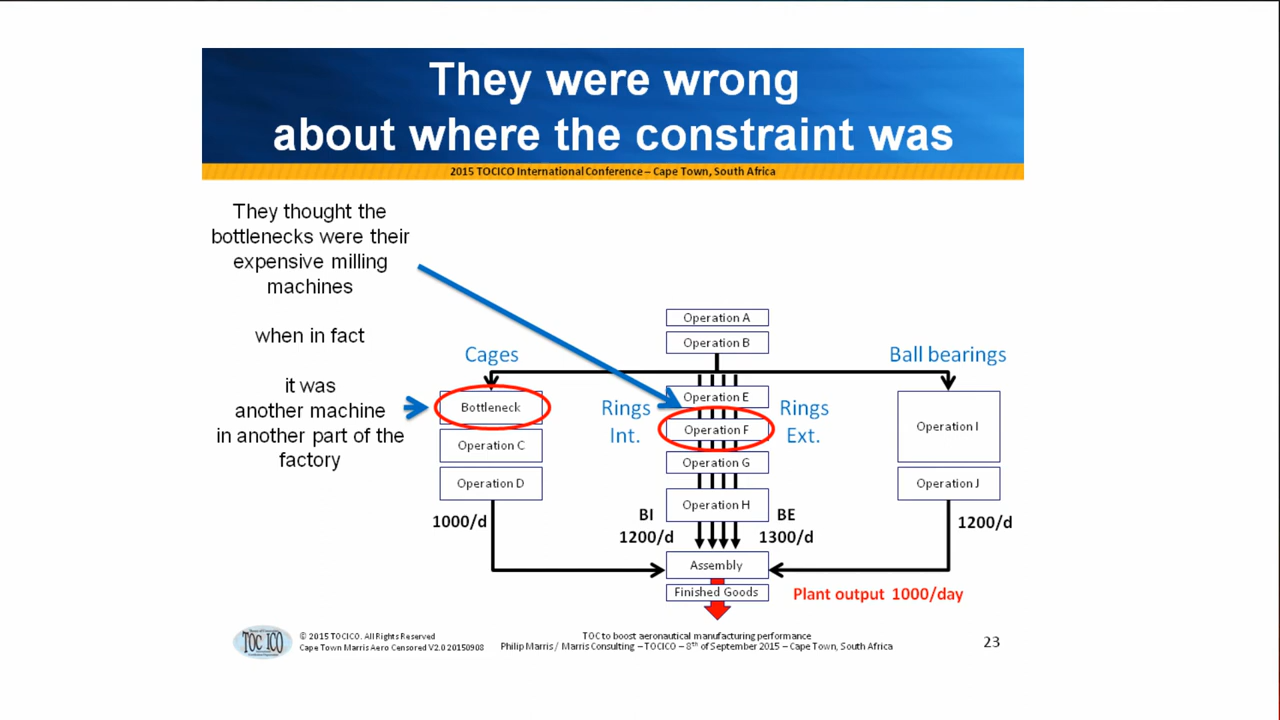 They were wrong
about where the constraint was
2015 TOCICO International Conference – Cape Town, South Africa
They thought the
bottlenecks were their
expensive milling
machines
when in fact
it was
another machine
in another part of the
factory
Operation A
Operation B
Cages
Ball bearings
Bottleneck
Operation C
Operation D
1000/d
Rings
Int.
Operation E
Operation F
Operation G
Operation H
Rings
Ext.
BI
1200/d
BE
1300/d
Operation I
Operation J
1200/d
Assembly
Finished Goods
Plant output 1000/day
TOC ICO
© 2015 TOCICO. All Rights Reserved
Cape Town Marris Aero Censored V2.0 20150908
TOC to boost aeronautical manufacturing performance
Philip Marris / Marris Consulting – TOCICO – 8th of September 2015 – Cape Town, South Africa
23